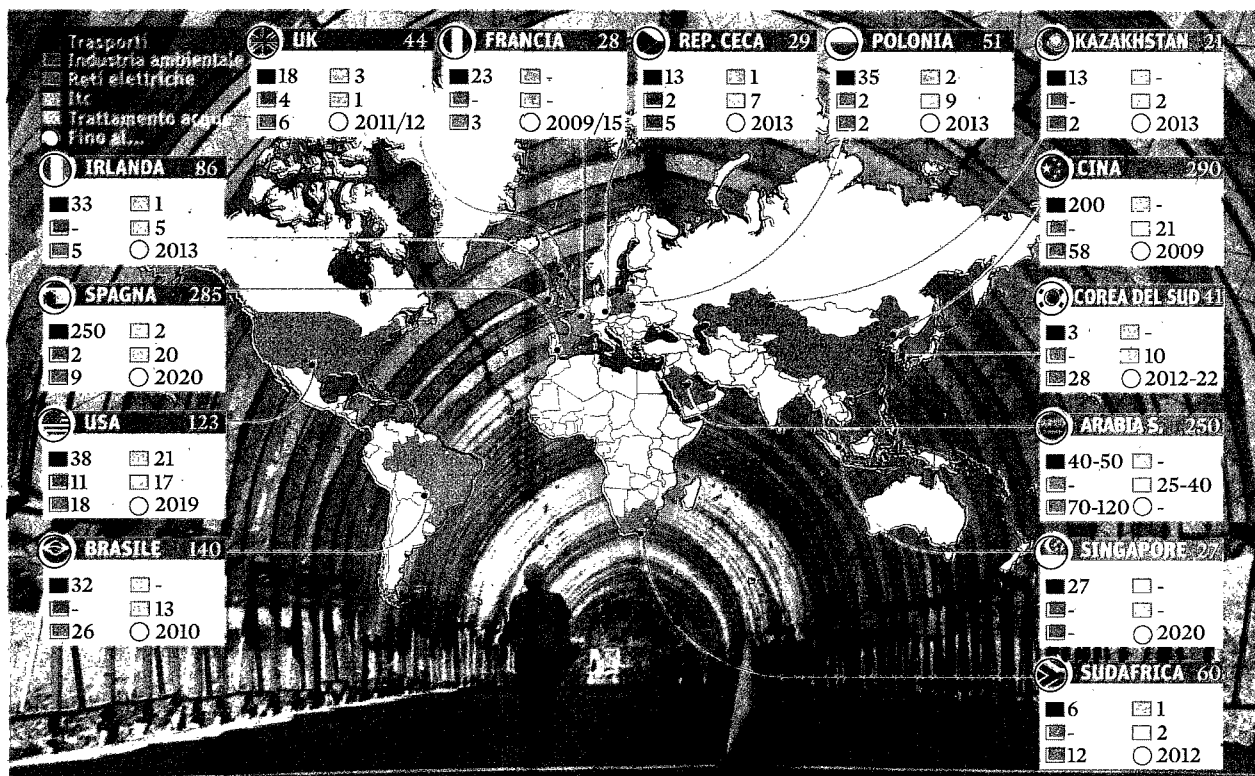 Trasporti
Industria ambientale
Reti elettriche
Itc
Trattamento acque
Fino al...
UK 44
18 3
4 1
6 2011/12
FRANCIA 28
23 -
- -
3 2009/15
REP. CECA 29
13 1
2 7
5 2013
POLONIA 51
35 2
2 9
2 2013
KAZAKHSTAN 21
13 -
- 2
2 2013
IRLANDA 86
33 1
- 5
5 2013
SPAGNA 285
250 2
2 20
9 2020
USA 123
38 21
11 17
18 2019
BRASILE 140
32 -
- 13
26 2010
CINA 290
200 -
- 21
58 2009
COREA DEL SUD 41
3 -
- 10
28 2012-22
ARABIA S. 250
40-50 -
- 25-40
70-120 -
SINGAPORE 27
27 -
- -
- 2020
SUDAFRICA 60
6 1
- 2
12 2012